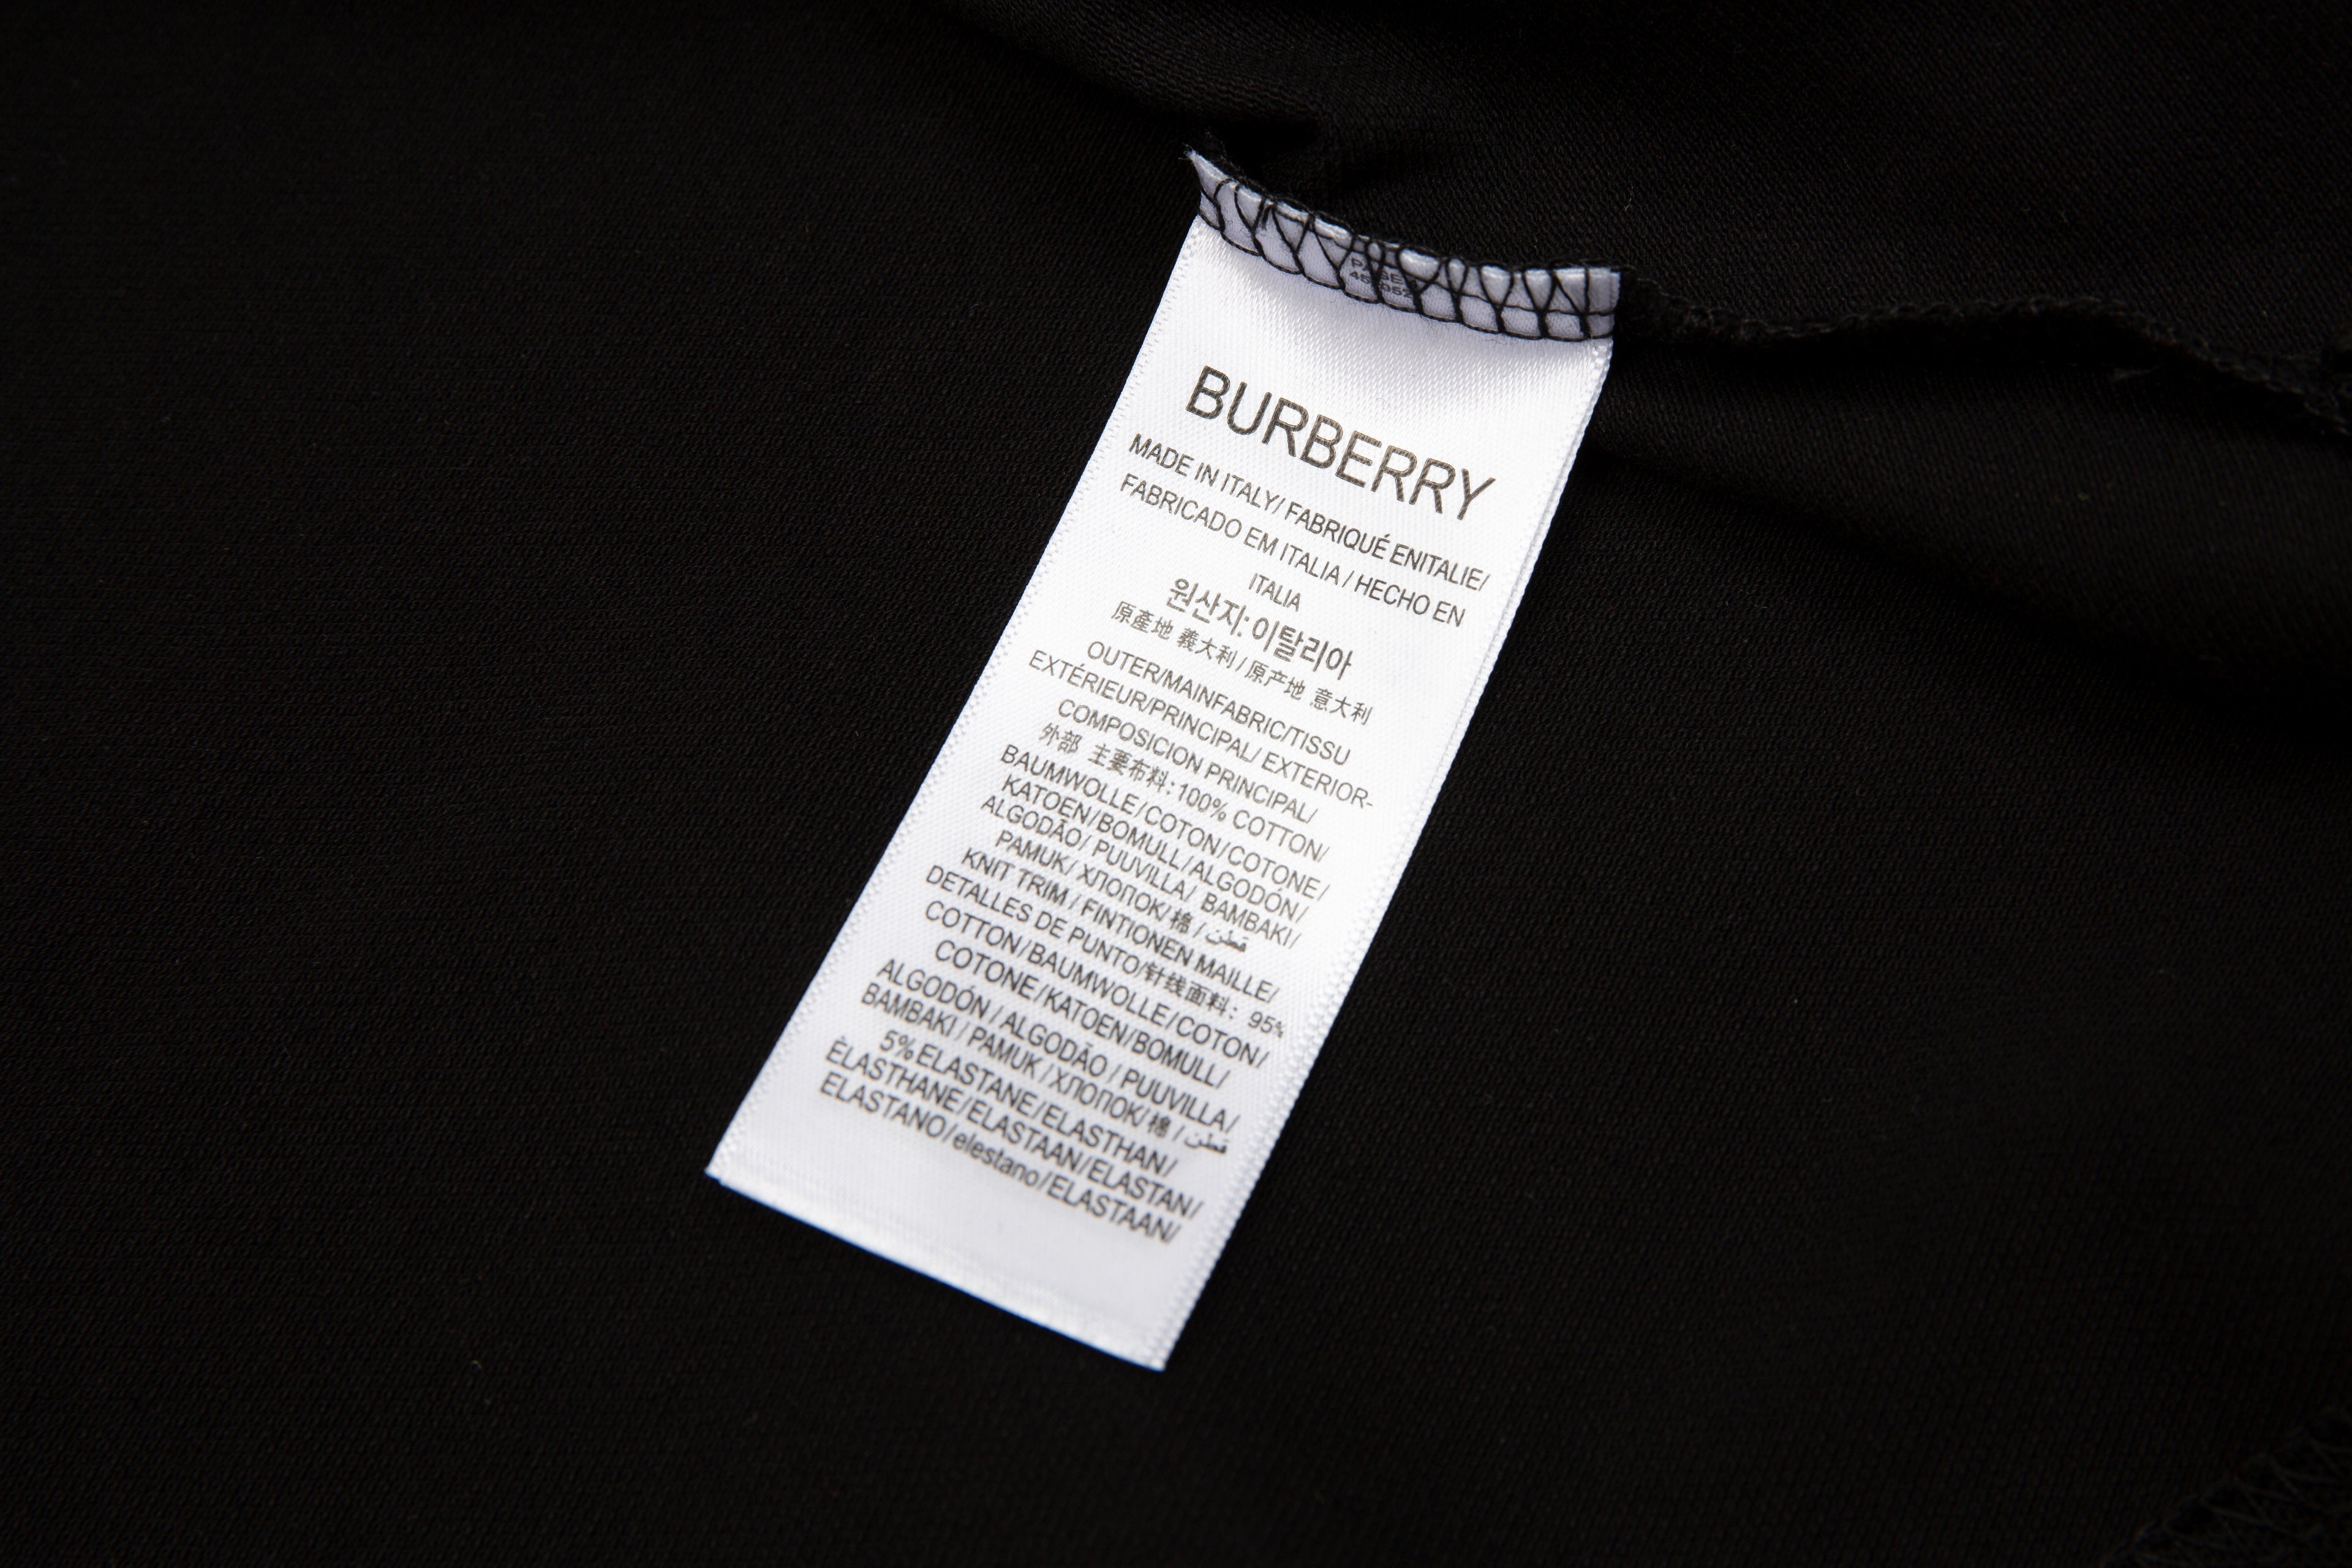 BURBERRY
MADE IN ITALY/ FABRIQUÉ ENITALIE/
FABRICADO EM ITALIA / HECHO EN
ITALIA
원산지: 이탈리아
原產地 義大利 / 原产地 意大利
OUTER/MAINFABRIC/TISSU
EXTÉRIEUR/PRINCIPAL/ EXTERIOR-
COMPOSICION PRINCIPAL/
外部 主要布料: 100% COTTON/
BAUMWOLLE/COTON/COTONE/
KATOEN/BOMULL/ALGODÓN/
ALGODÃO/ PUUVILLA/ BAMBAKI/
PAMUK/ ХЛОПОК/ 棉 / قطن
KNIT TRIM / FINTIONEN MAILLE/
DETALLES DE PUNTO/针线面料: 95%
COTTON/BAUMWOLLE/COTON/
COTONE/KATOEN/BOMULL/
ALGODÓN / ALGODÃO / PUUVILLA/
BAMBAKI / PAMUK / ХЛОПОК/ 棉 / قطن
5% ELASTANE/ELASTHAN/
ÉLASTHANE/ELASTAAN/ELASTAN/
ELASTANO/elestano/ELASTAAN/